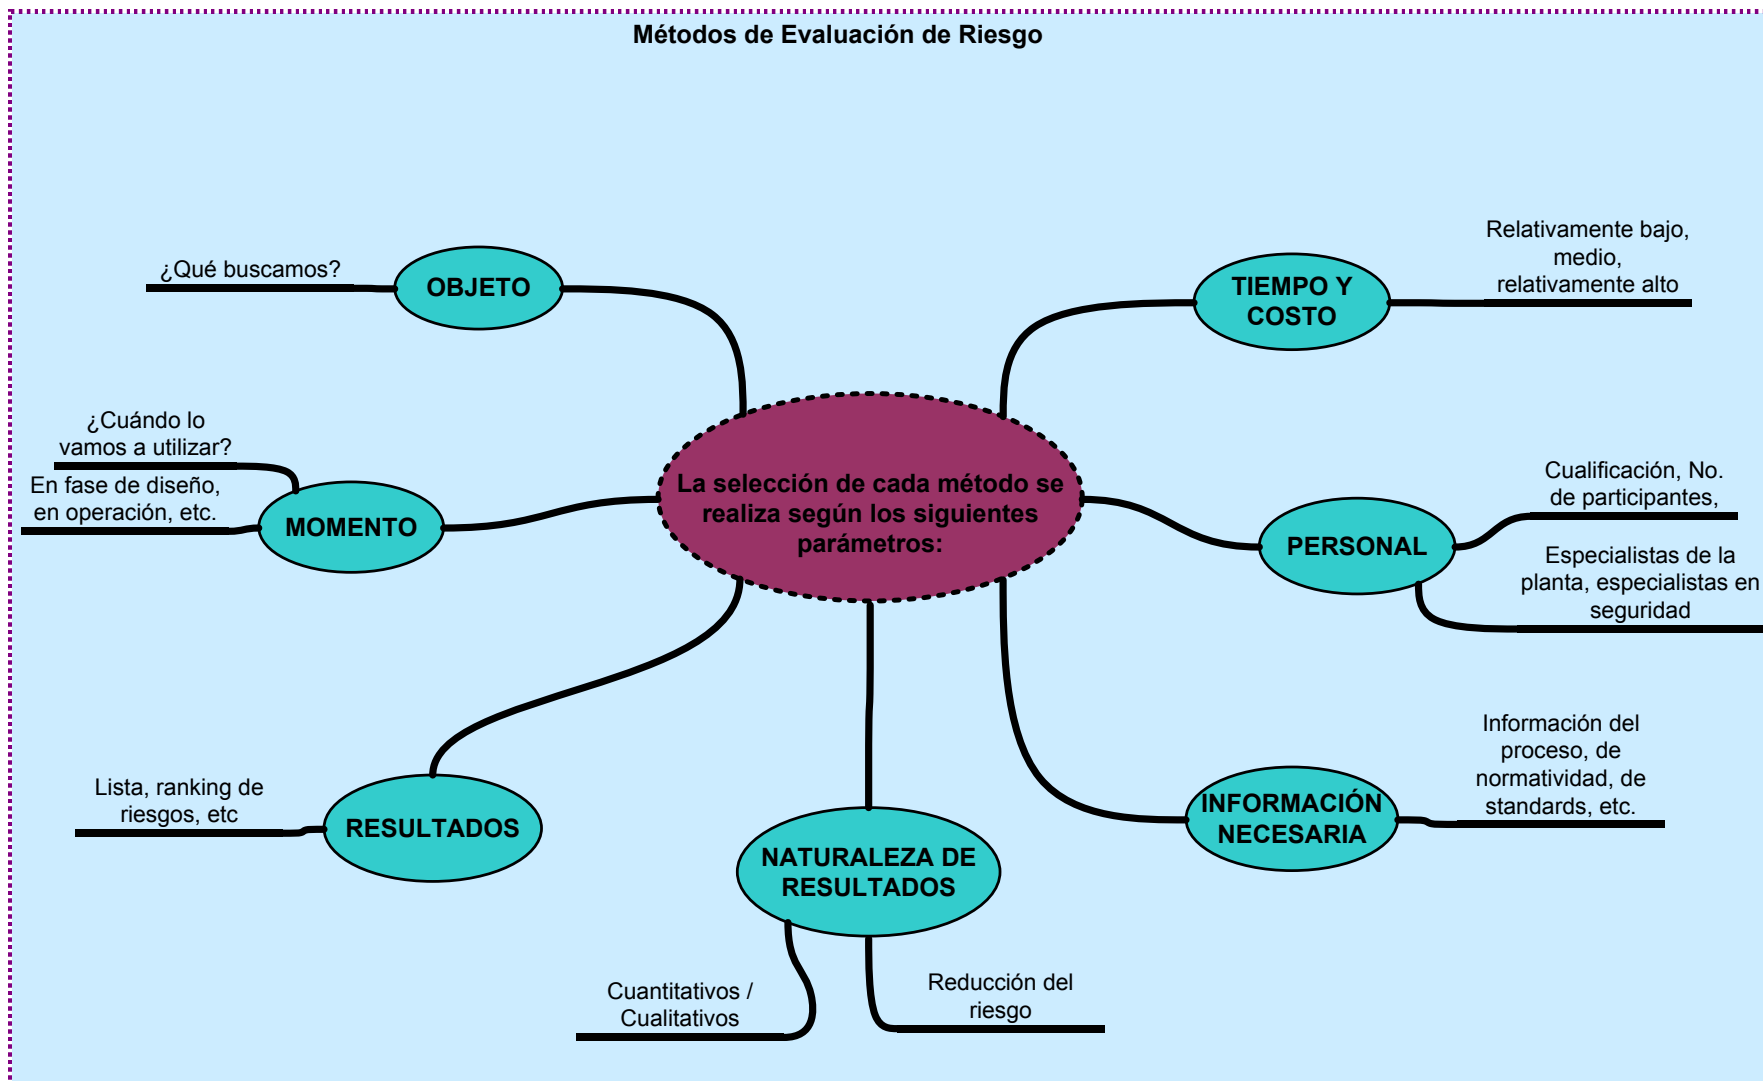 Métodos de Evaluación de Riesgo
¿Qué buscamos?
OBJETO
TIEMPO Y
COSTO
Relativamente bajo,
medio,
relativamente alto
¿Cuándo lo
vamos a utilizar?
En fase de diseño,
en operación, etc.
MOMENTO
La selección de cada método se
realiza según los siguientes
parámetros:
PERSONAL
Cualificación, No.
de participantes,
Especialistas de la
planta, especialistas en
seguridad
Lista, ranking de
riesgos, etc
RESULTADOS
NATURALEZA DE
RESULTADOS
Cuantitativos /
Cualitativos
Reducción del
riesgo
INFORMACIÓN
NECESARIA
Información del
proceso, de
normatividad, de
standards, etc.